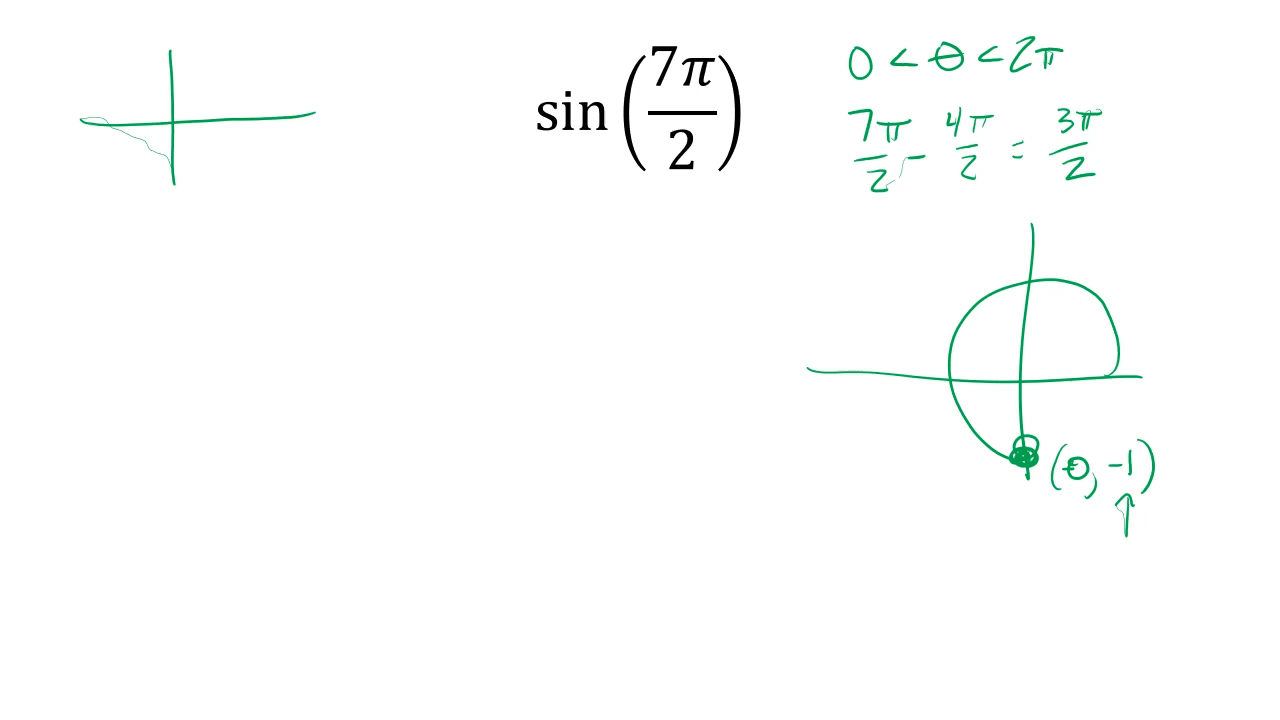 sin(7π/2)
0 < θ < 2π
7π/2 - 4π/2 = 3π/2
(0, -1)